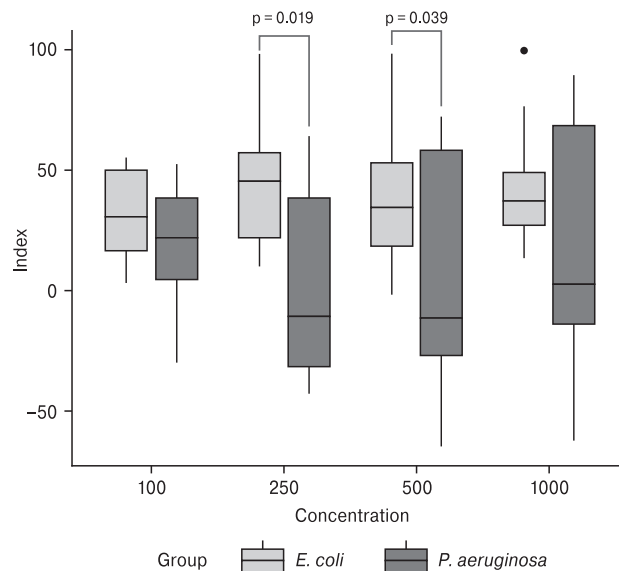 p = 0.019
p = 0.039
100
50
0
−50
Index
100
250
500
1000
Concentration
Group
E. coli
P. aeruginosa